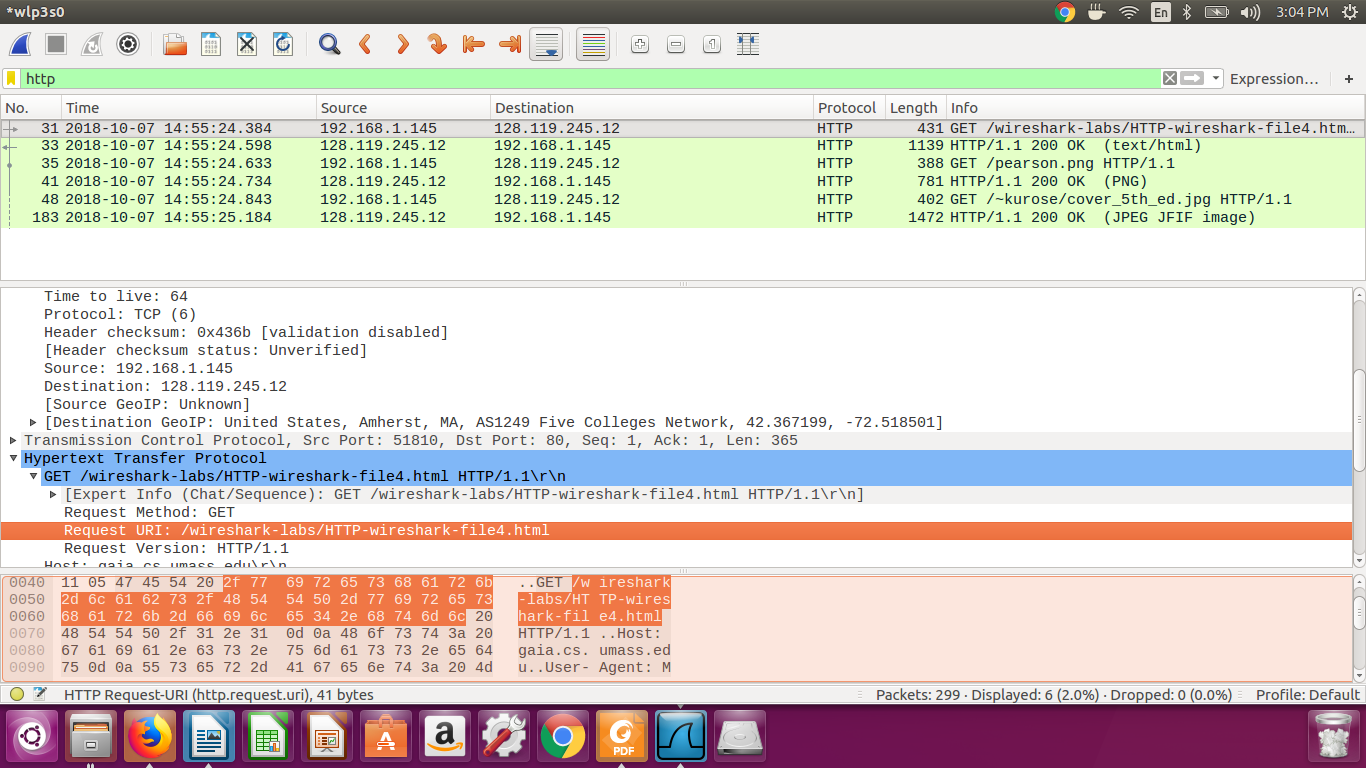 *wlp3s0 En 3:04 PM
http Expression… +
No. Time Source Destination Protocol Length Info
31 2018-10-07 14:55:24.384 192.168.1.145 128.119.245.12 HTTP 431 GET /wireshark-labs/HTTP-wireshark-file4.htm…
33 2018-10-07 14:55:24.598 128.119.245.12 192.168.1.145 HTTP 1139 HTTP/1.1 200 OK (text/html)
35 2018-10-07 14:55:24.633 192.168.1.145 128.119.245.12 HTTP 388 GET /pearson.png HTTP/1.1
41 2018-10-07 14:55:24.734 128.119.245.12 192.168.1.145 HTTP 781 HTTP/1.1 200 OK (PNG)
48 2018-10-07 14:55:24.843 192.168.1.145 128.119.245.12 HTTP 402 GET /~kurose/cover_5th_ed.jpg HTTP/1.1
183 2018-10-07 14:55:25.184 128.119.245.12 192.168.1.145 HTTP 1472 HTTP/1.1 200 OK (JPEG JFIF image)
Time to live: 64
Protocol: TCP (6)
Header checksum: 0x436b [validation disabled]
[Header checksum status: Unverified]
Source: 192.168.1.145
Destination: 128.119.245.12
[Source GeoIP: Unknown]
[Destination GeoIP: United States, Amherst, MA, AS1249 Five Colleges Network, 42.367199, -72.518501]
Transmission Control Protocol, Src Port: 51810, Dst Port: 80, Seq: 1, Ack: 1, Len: 365
Hypertext Transfer Protocol
GET /wireshark-labs/HTTP-wireshark-file4.html HTTP/1.1\r\n
[Expert Info (Chat/Sequence): GET /wireshark-labs/HTTP-wireshark-file4.html HTTP/1.1\r\n]
Request Method: GET
Request URI: /wireshark-labs/HTTP-wireshark-file4.html
Request Version: HTTP/1.1
Host: gaia.cs.umass.edu\r\n
0040 11 05 47 45 54 20 2f 77 69 72 65 73 68 61 72 6b ..GET /w ireshark
0050 2d 6c 61 62 73 2f 48 54 54 50 2d 77 69 72 65 73 -labs/HT TP-wires
0060 68 61 72 6b 2d 66 69 6c 65 34 2e 68 74 6d 6c 20 hark-fil e4.html
0070 48 54 54 50 2f 31 2e 31 0d 0a 48 6f 73 74 3a 20 HTTP/1.1 ..Host:
0080 67 61 69 61 2e 63 73 2e 75 6d 61 73 73 2e 65 64 gaia.cs. umass.ed
0090 75 0d 0a 55 73 65 72 2d 41 67 65 6e 74 3a 20 4d u..User- Agent: M
HTTP Request-URI (http.request.uri), 41 bytes Packets: 299 · Displayed: 6 (2.0%) · Dropped: 0 (0.0%) Profile: Default
PDF